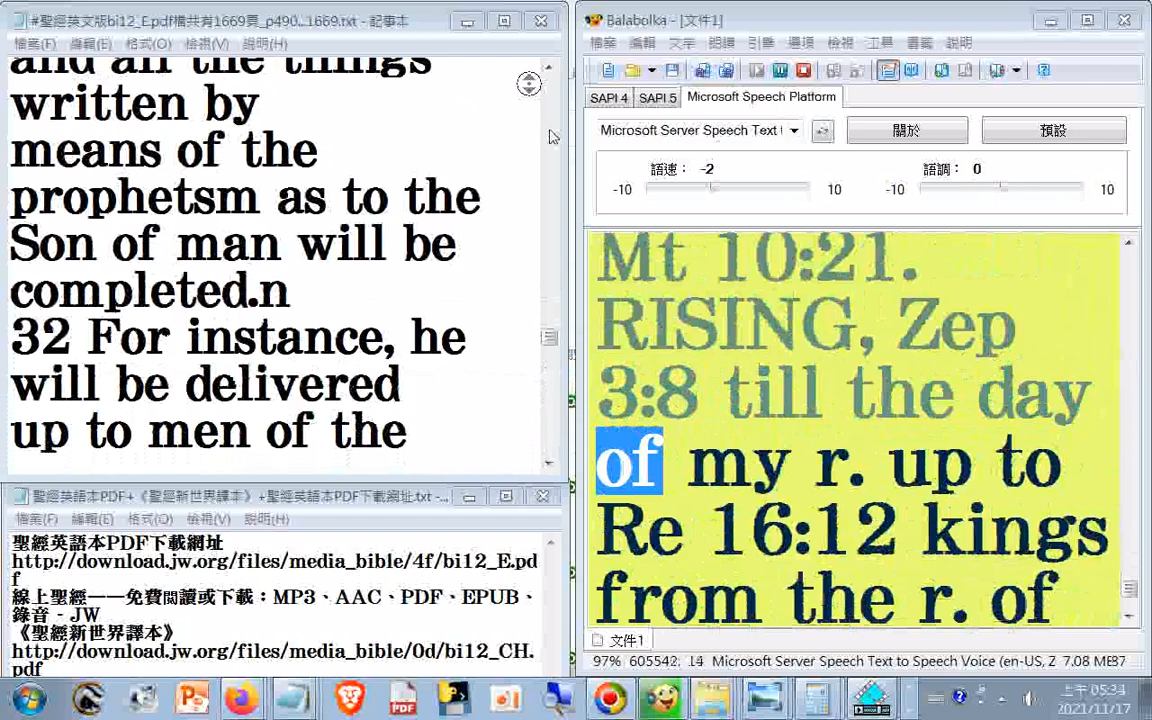 #聖經英文版bi12_E.pdf檔共有1669頁_p490...1669.txt - 記事本
檔案(F) 編輯(E) 格式(O) 檢視(V) 說明(H)
and all the things
written by
means of the
prophetsm as to the
Son of man will be
completed.n
32 For instance, he
will be delivered
up to men of the
聖經英語本PDF+《聖經新世界譯本》+聖經英語本PDF下載網址.txt -...
檔案(F) 編輯(E) 格式(O) 檢視(V) 說明(H)
聖經英語本PDF下載網址
http://download.jw.org/files/media_bible/4f/bi12_E.pd
f
線上聖經——免費閱讀或下載：MP3、AAC、PDF、EPUB、
錄音 - JW
《聖經新世界譯本》
http://download.jw.org/files/media_bible/0d/bi12_CH.
pdf
Balabolka - [文件1]
檔案 編輯 文字 朗讀 引擎 選項 檢視 工具 書籤 說明
SAPI 4 SAPI 5 Microsoft Speech Platform
Microsoft Server Speech Text 關於 預設
語速： -2 語調： 0
-10 10 -10 10
Mt 10:21.
RISING, Zep
3:8 till the day
of my r. up to
Re 16:12 kings
from the r. of
文件1
97% 605542: 14 Microsoft Server Speech Text to Speech Voice (en-US, Z 7.08 MB
PDF
上午 05:34
2021/11/17